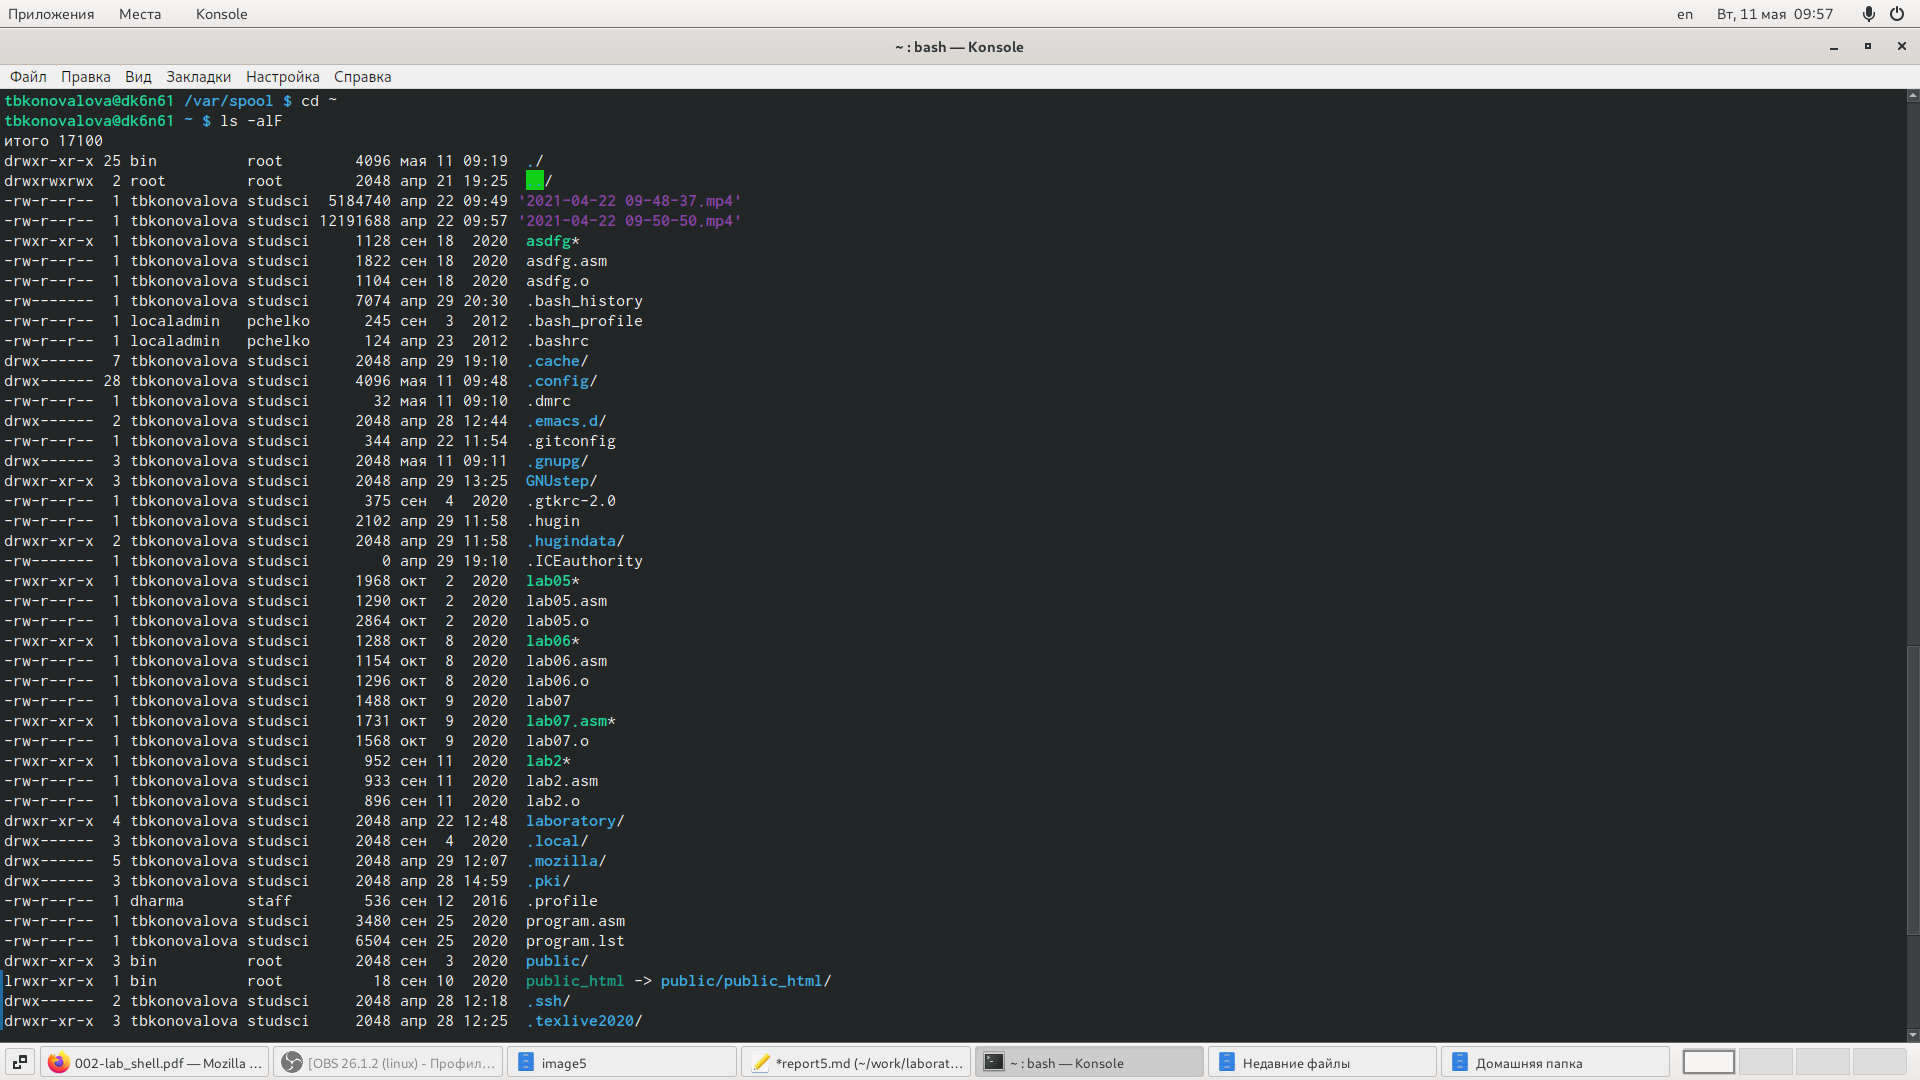 Приложения Места Konsole en Вт, 11 мая 09:57
~ : bash — Konsole
Файл Правка Вид Закладки Настройка Справка
tbkonovalova@dk6n61 /var/spool $ cd ~
tbkonovalova@dk6n61 ~ $ ls -alF
итого 17100
drwxr-xr-x 25 bin          root        4096 мая 11 09:19  ./
drwxrwxrwx  2 root         root        2048 апр 21 19:25  /
-rw-r--r--  1 tbkonovalova studsci  5184740 апр 22 09:49 '2021-04-22 09-48-37.mp4'
-rw-r--r--  1 tbkonovalova studsci 12191688 апр 22 09:57 '2021-04-22 09-50-50.mp4'
-rwxr-xr-x  1 tbkonovalova studsci     1128 сен 18  2020  asdfg*
-rw-r--r--  1 tbkonovalova studsci     1822 сен 18  2020  asdfg.asm
-rw-r--r--  1 tbkonovalova studsci     1104 сен 18  2020  asdfg.o
-rw-------  1 tbkonovalova studsci     7074 апр 29 20:30  .bash_history
-rw-r--r--  1 localadmin   pchelko      245 сен  3  2012  .bash_profile
-rw-r--r--  1 localadmin   pchelko      124 апр 23  2012  .bashrc
drwx------  7 tbkonovalova studsci     2048 апр 29 19:10  .cache/
drwx------ 28 tbkonovalova studsci     4096 мая 11 09:48  .config/
-rw-r--r--  1 tbkonovalova studsci       32 мая 11 09:10  .dmrc
drwx------  2 tbkonovalova studsci     2048 апр 28 12:44  .emacs.d/
-rw-r--r--  1 tbkonovalova studsci      344 апр 22 11:54  .gitconfig
drwx------  3 tbkonovalova studsci     2048 мая 11 09:11  .gnupg/
drwxr-xr-x  3 tbkonovalova studsci     2048 апр 29 13:25  GNUstep/
-rw-r--r--  1 tbkonovalova studsci      375 сен  4  2020  .gtkrc-2.0
-rw-r--r--  1 tbkonovalova studsci     2102 апр 29 11:58  .hugin
drwxr-xr-x  2 tbkonovalova studsci     2048 апр 29 11:58  .hugindata/
-rw-------  1 tbkonovalova studsci        0 апр 29 19:10  .ICEauthority
-rwxr-xr-x  1 tbkonovalova studsci     1968 окт  2  2020  lab05*
-rw-r--r--  1 tbkonovalova studsci     1290 окт  2  2020  lab05.asm
-rw-r--r--  1 tbkonovalova studsci     2864 окт  2  2020  lab05.o
-rwxr-xr-x  1 tbkonovalova studsci     1288 окт  8  2020  lab06*
-rw-r--r--  1 tbkonovalova studsci     1154 окт  8  2020  lab06.asm
-rw-r--r--  1 tbkonovalova studsci     1296 окт  8  2020  lab06.o
-rw-r--r--  1 tbkonovalova studsci     1488 окт  9  2020  lab07
-rwxr-xr-x  1 tbkonovalova studsci     1731 окт  9  2020  lab07.asm*
-rw-r--r--  1 tbkonovalova studsci     1568 окт  9  2020  lab07.o
-rwxr-xr-x  1 tbkonovalova studsci      952 сен 11  2020  lab2*
-rw-r--r--  1 tbkonovalova studsci      933 сен 11  2020  lab2.asm
-rw-r--r--  1 tbkonovalova studsci      896 сен 11  2020  lab2.o
drwxr-xr-x  4 tbkonovalova studsci     2048 апр 22 12:48  laboratory/
drwx------  3 tbkonovalova studsci     2048 сен  4  2020  .local/
drwx------  5 tbkonovalova studsci     2048 апр 29 12:07  .mozilla/
drwx------  3 tbkonovalova studsci     2048 апр 28 14:59  .pki/
-rw-r--r--  1 dharma       staff        536 сен 12  2016  .profile
-rw-r--r--  1 tbkonovalova studsci     3480 сен 25  2020  program.asm
-rw-r--r--  1 tbkonovalova studsci     6504 сен 25  2020  program.lst
drwxr-xr-x  3 bin          root        2048 сен  3  2020  public/
lrwxr-xr-x  1 bin          root          18 сен 10  2020  public_html -> public/public_html/
drwx------  2 tbkonovalova studsci     2048 апр 28 12:18  .ssh/
drwxr-xr-x  3 tbkonovalova studsci     2048 апр 28 12:25  .texlive2020/
002-lab_shell.pdf — Mozilla ... [OBS 26.1.2 (linux) - Профил... image5 *report5.md (~/work/laborat... ~ : bash — Konsole Недавние файлы Домашняя папка